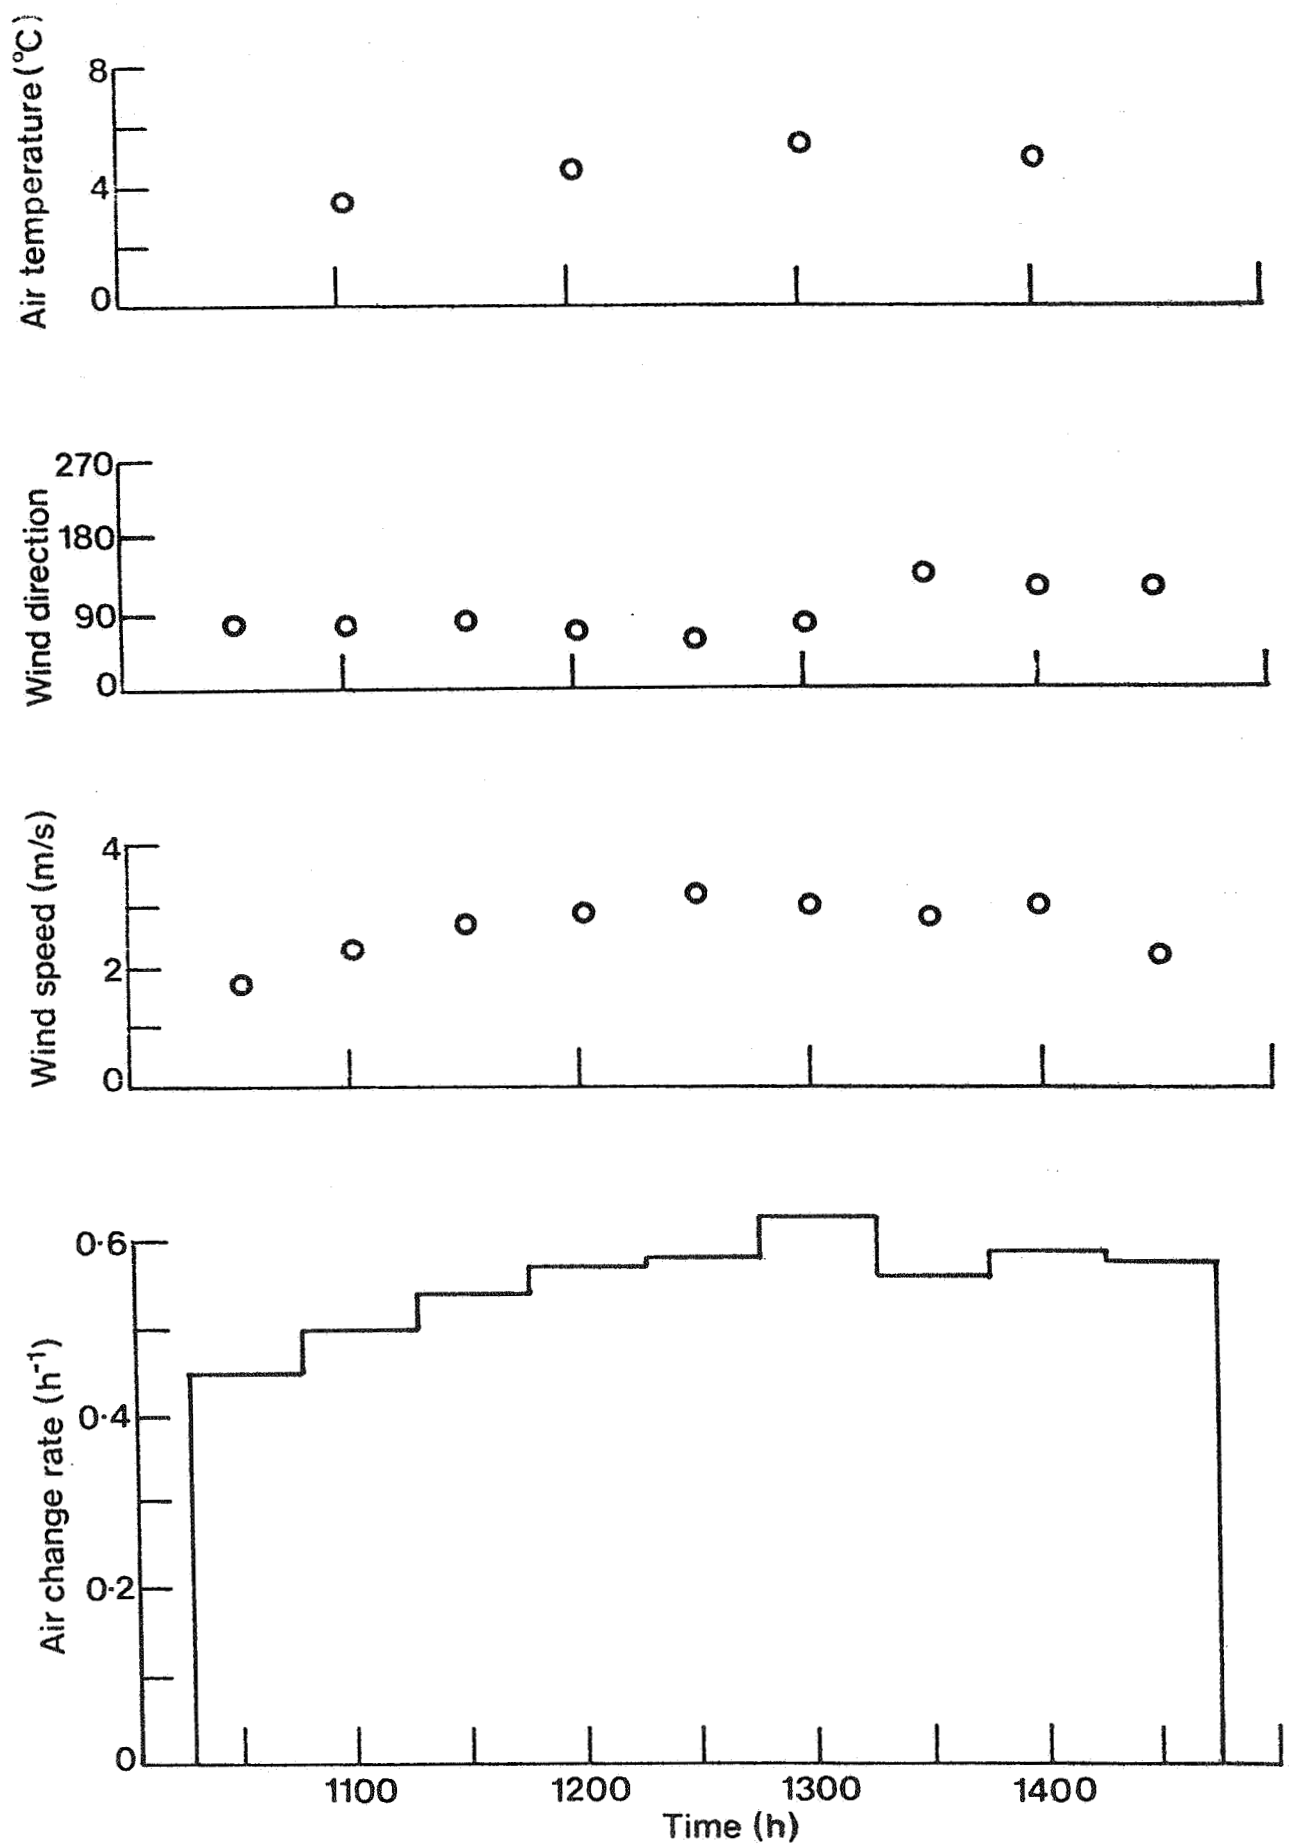 Air temperature (°C)
8
4
0
Wind direction
270
180
90
0
Wind speed (m/s)
4
2
0
Air change rate (h⁻¹)
0·6
0·4
0·2
0
1100 1200 1300 1400
Time (h)